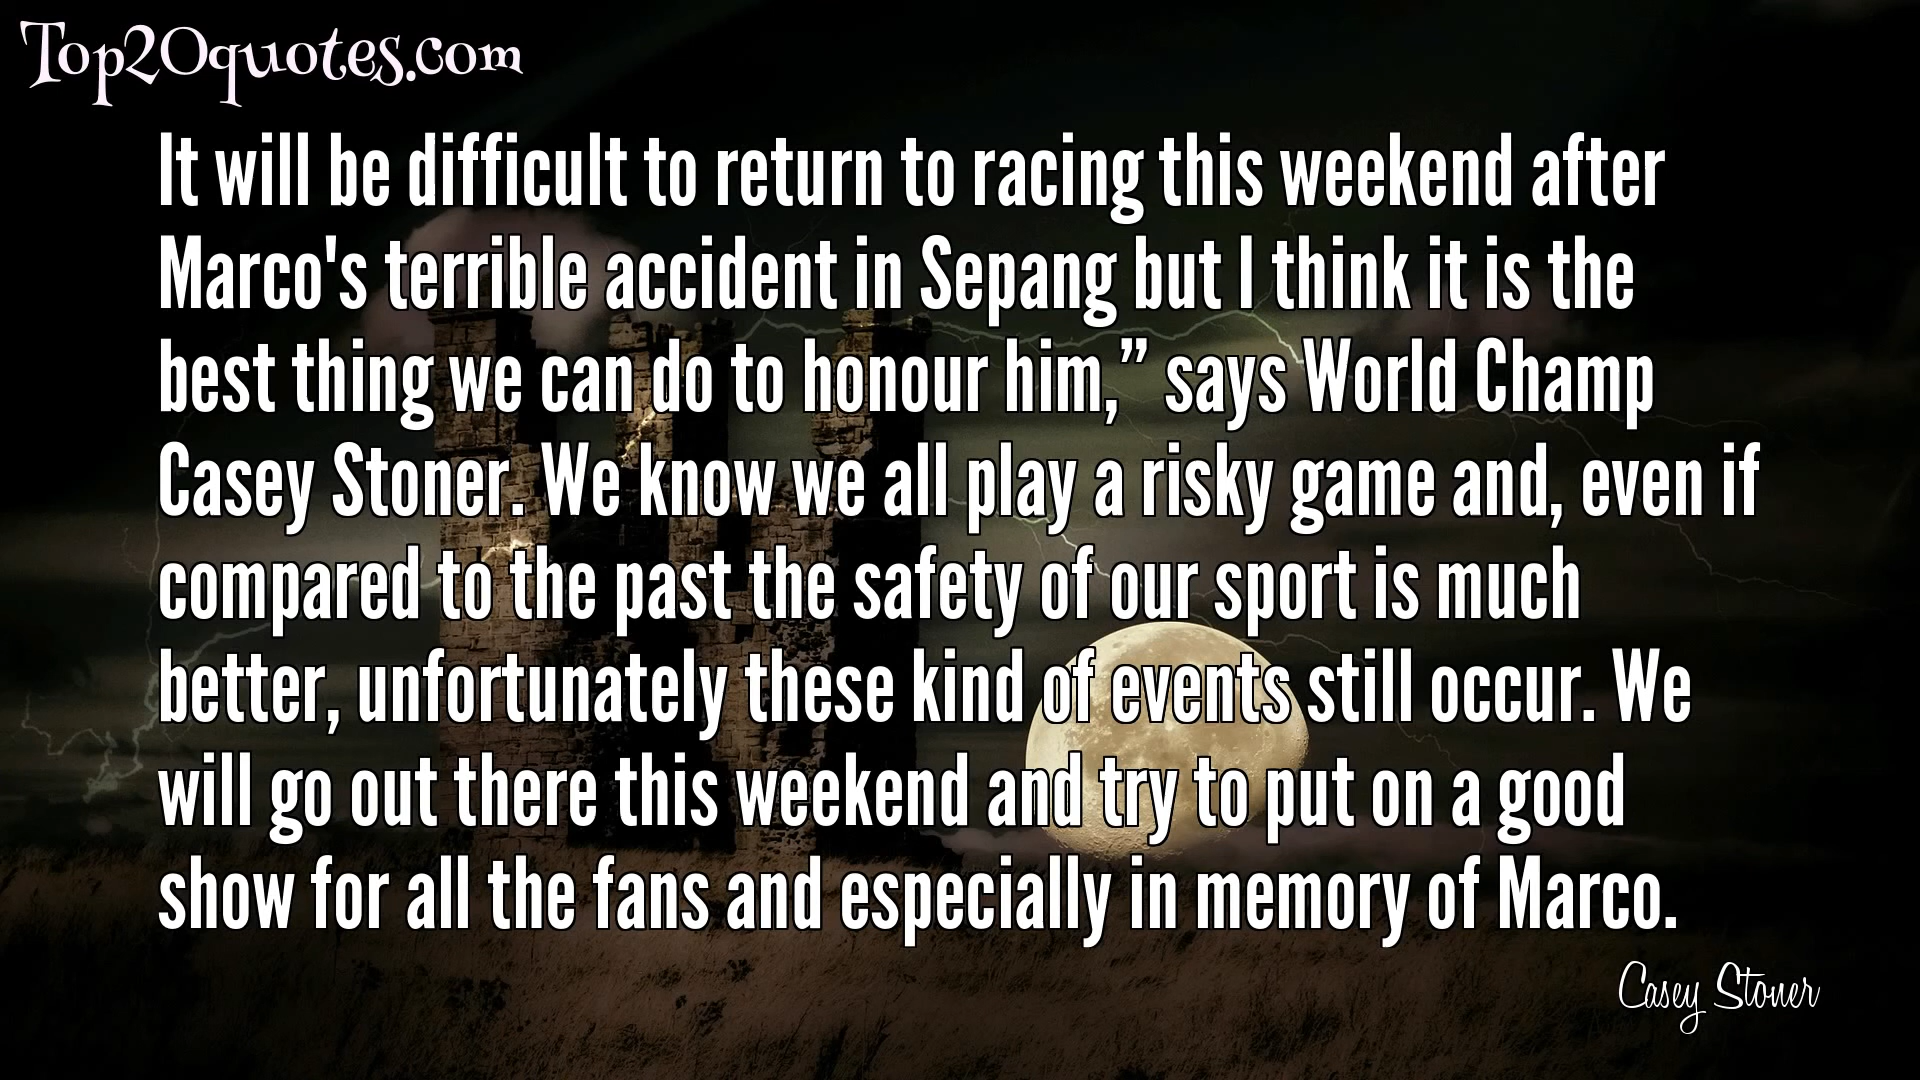 Top20quotes.com
It will be difficult to return to racing this weekend after
Marco's terrible accident in Sepang but I think it is the
best thing we can do to honour him,” says World Champ
Casey Stoner. We know we all play a risky game and, even if
compared to the past the safety of our sport is much
better, unfortunately these kind of events still occur. We
will go out there this weekend and try to put on a good
show for all the fans and especially in memory of Marco.
Casey Stoner